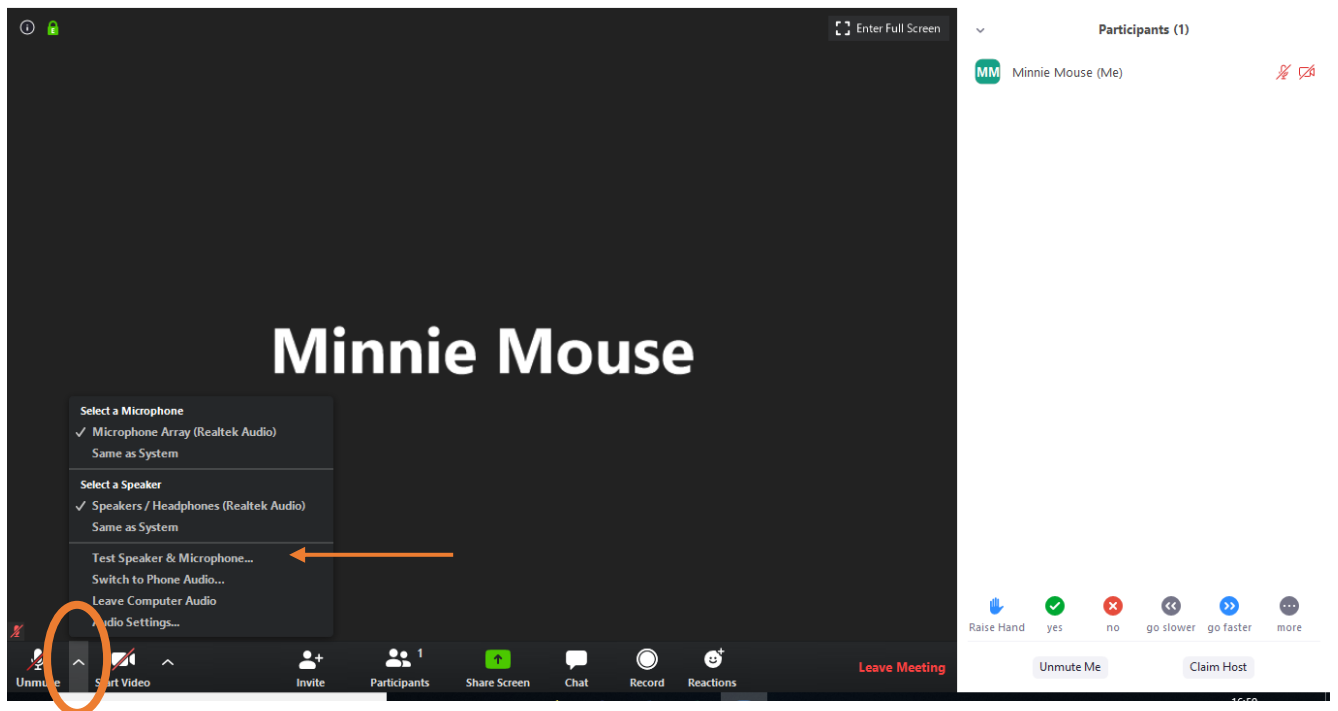 E
Enter Full Screen
Participants (1)
MM Minnie Mouse (Me)
Minnie Mouse
Select a Microphone
✓ Microphone Array (Realtek Audio)
Same as System
Select a Speaker
✓ Speakers / Headphones (Realtek Audio)
Same as System
Test Speaker & Microphone...
Switch to Phone Audio...
Leave Computer Audio
Audio Settings...
Raise Hand yes no go slower go faster more
1
Unmute Start Video Invite Participants Share Screen Chat Record Reactions Leave Meeting
Unmute Me Claim Host